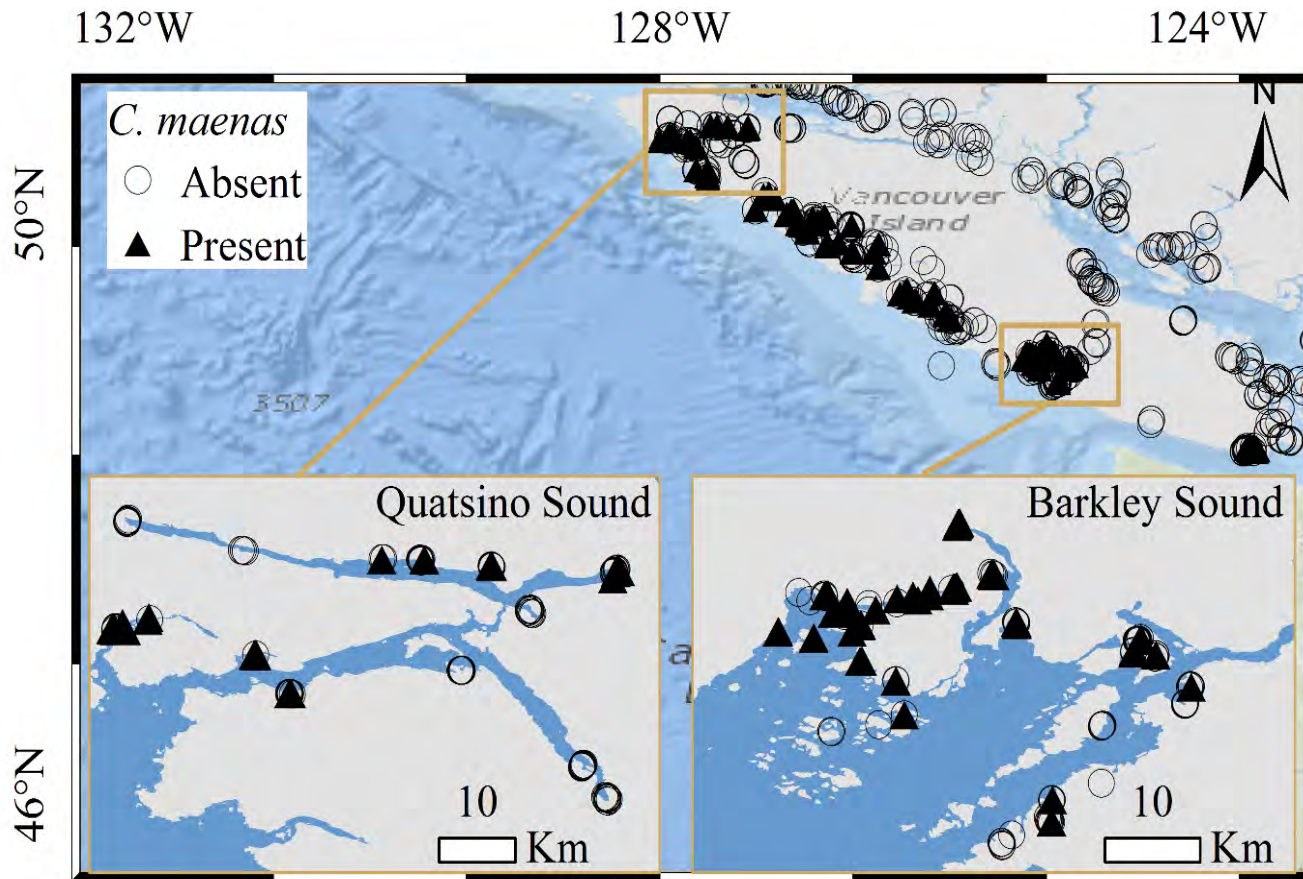 132°W 128°W 124°W
N
C. maenas
Absent
Present
50°N
Vancouver
Island
3507
Quatsino Sound
Barkley Sound
46°N
10
Km
10
Km